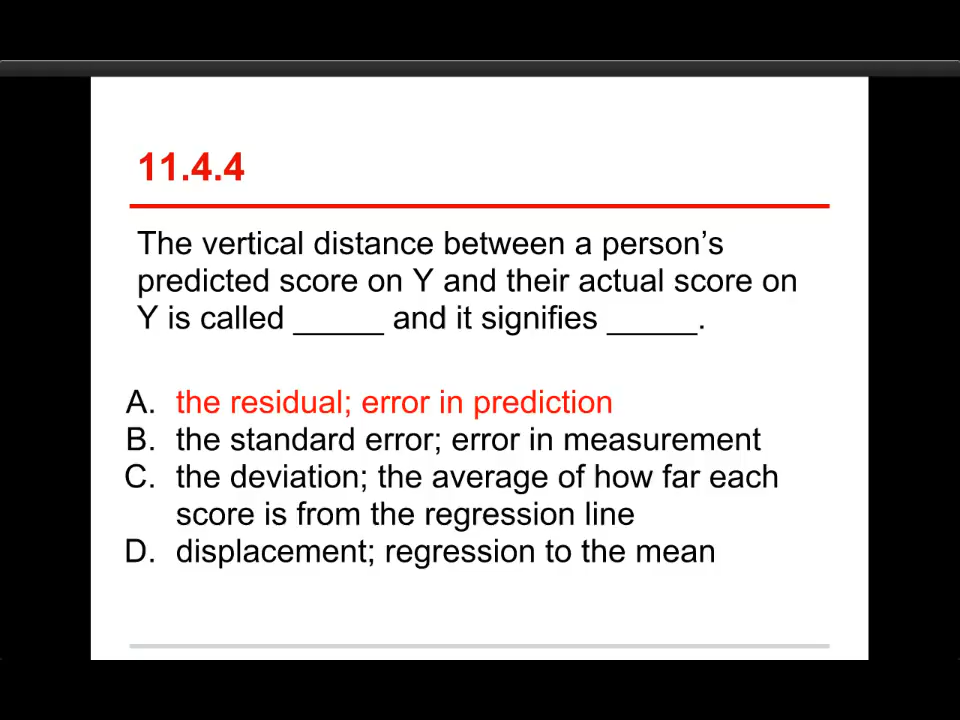 11.4.4
The vertical distance between a person’s
predicted score on Y and their actual score on
Y is called _____ and it signifies _____.
A. the residual; error in prediction
B. the standard error; error in measurement
C. the deviation; the average of how far each
score is from the regression line
D. displacement; regression to the mean